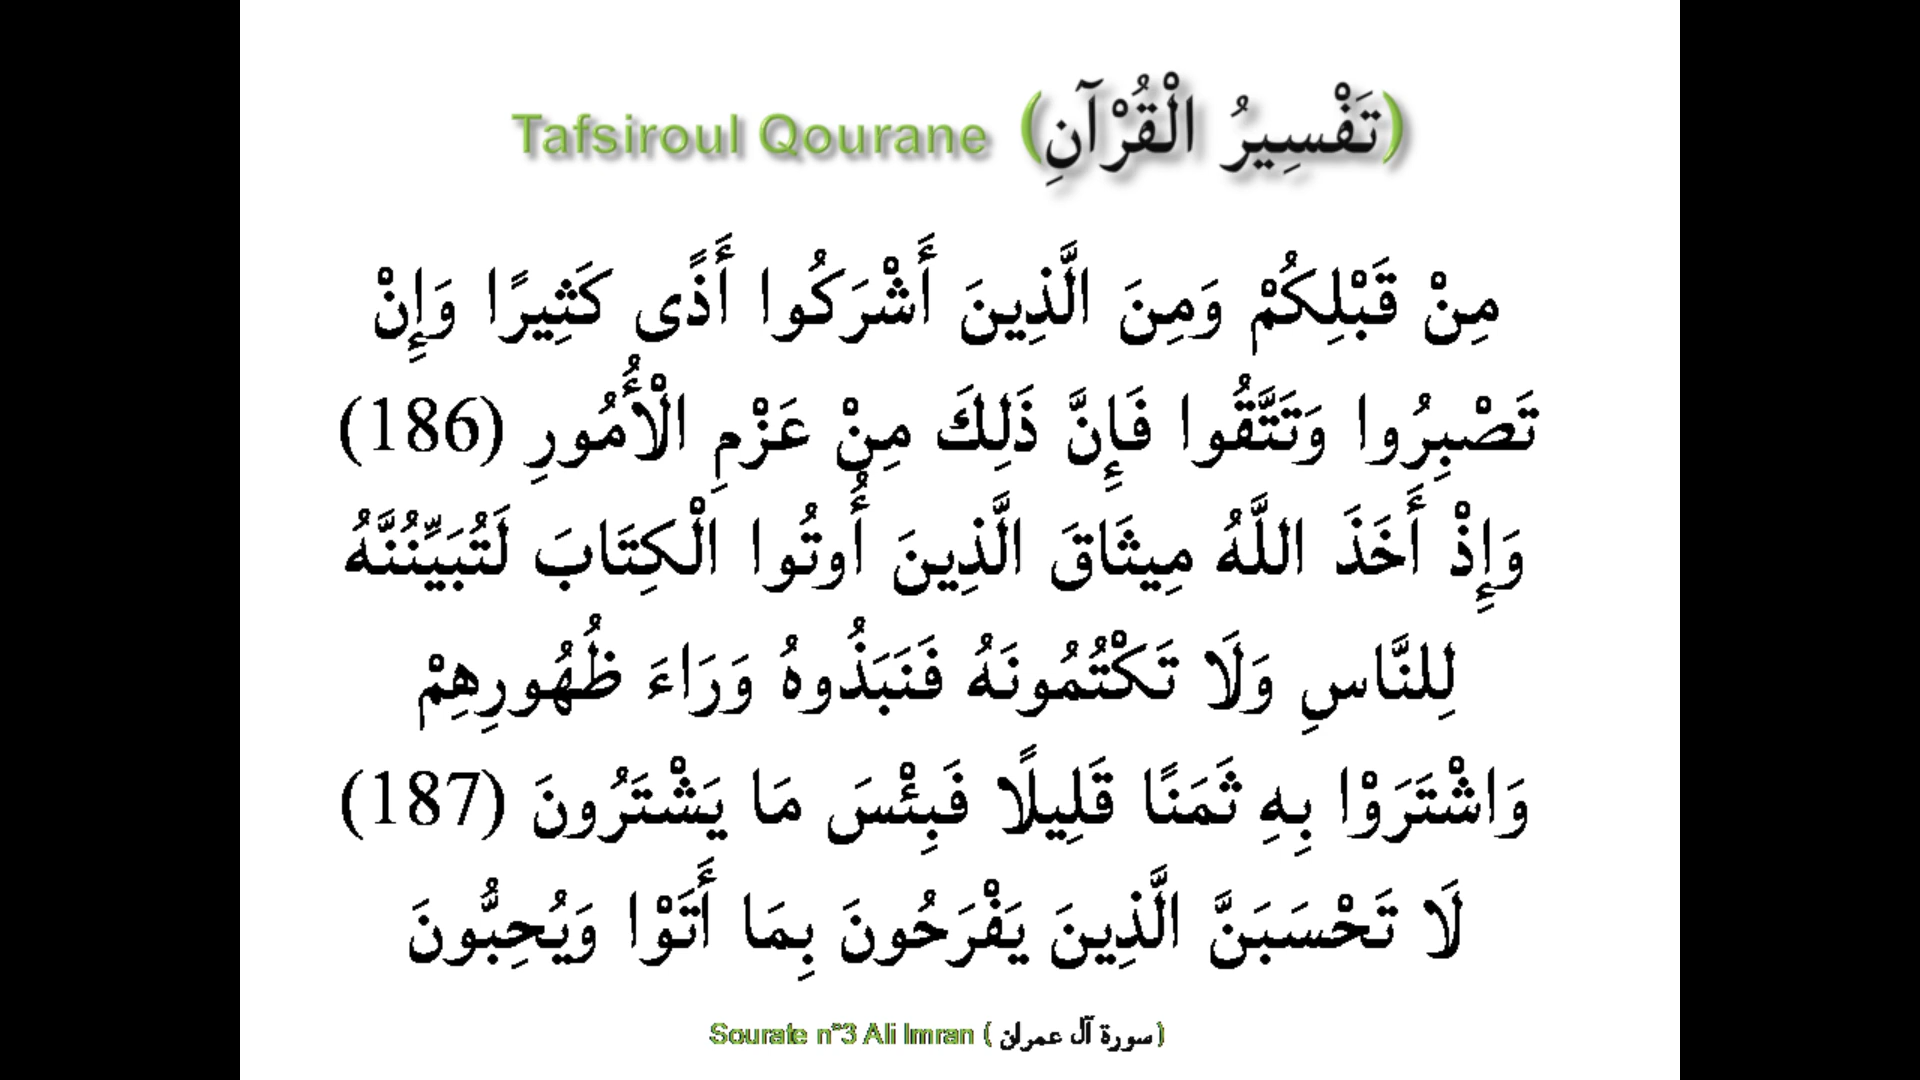 Tafsiroul Qourane (تَفْسِيرُ الْقُرْآنِ)
مِنْ قَبْلِكُمْ وَمِنَ الَّذِينَ أَشْرَكُوا أَذًى كَثِيرًا وَإِنْ
تَصْبِرُوا وَتَتَّقُوا فَإِنَّ ذَلِكَ مِنْ عَزْمِ الْأُمُورِ (186)
وَإِذْ أَخَذَ اللَّهُ مِيثَاقَ الَّذِينَ أُوتُوا الْكِتَابَ لَتُبَيِّنُنَّهُ
لِلنَّاسِ وَلَا تَكْتُمُونَهُ فَنَبَذُوهُ وَرَاءَ ظُهُورِهِمْ
وَاشْتَرَوْا بِهِ ثَمَنًا قَلِيلًا فَبِئْسَ مَا يَشْتَرُونَ (187)
لَا تَحْسَبَنَّ الَّذِينَ يَفْرَحُونَ بِمَا أَتَوْا وَيُحِبُّونَ
Sourate n°3 Ali Imran (سورة آل عمران)